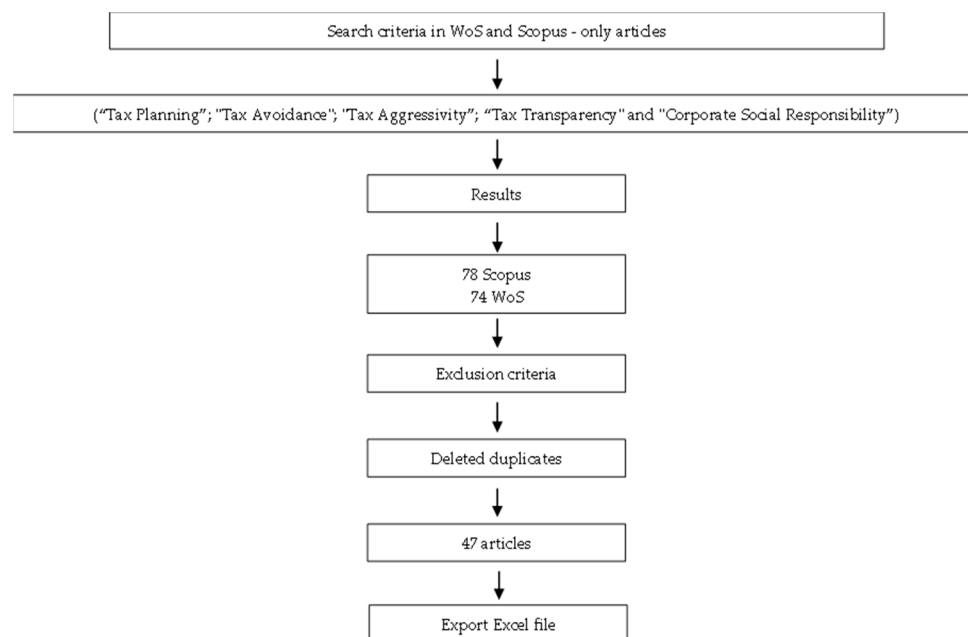 Search criteria in WoS and Scopus - only articles
(“Tax Planning”; "Tax Avoidance"; "Tax Aggressivity”; “Tax Transparency" and "Corporate Social Responsibility”)
Results
78 Scopus
74 WoS
Exclusion criteria
Deleted duplicates
47 articles
Export Excel file